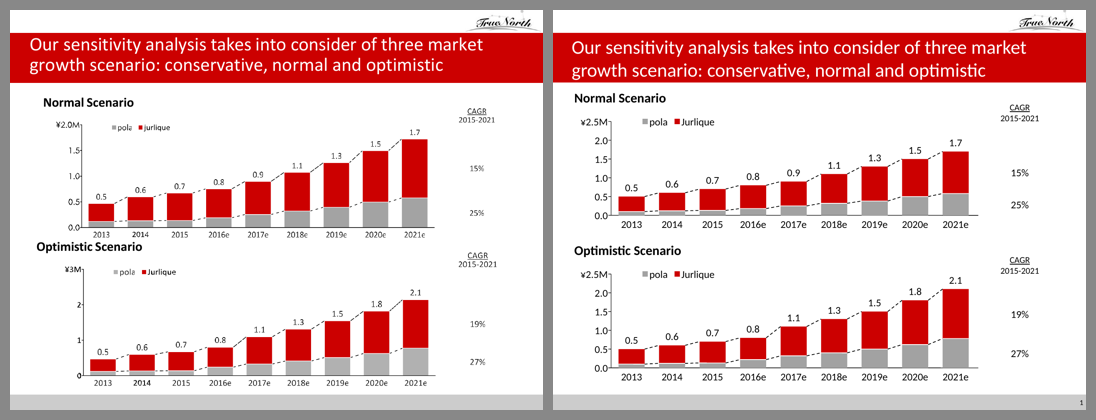 TrueNorth
Our sensitivity analysis takes into consider of three market
growth scenario: conservative, normal and optimistic
Normal Scenario
CAGR
2015-2021
¥2.0M
pola Jurlique
1.7
1.5
1.5
1.3
1.1
1.0
0.9
0.8
0.7
0.6
0.5
0.5
0.0
15%
25%
2013 2014 2015 2016e 2017e 2018e 2019e 2020e 2021e
Optimistic Scenario
CAGR
2015-2021
¥3M
pola Jurlique
2.1
2
1.8
1.5
1.3
1.1
1
0.8
0.7
0.6
0.5
0
19%
27%
2013 2014 2015 2016e 2017e 2018e 2019e 2020e 2021e
TrueNorth
Our sensitivity analysis takes into consider of three market
growth scenario: conservative, normal and optimistic
Normal Scenario
CAGR
2015-2021
¥2.5M
pola Jurlique
2.0
1.7
1.5
1.5
1.3
1.1
1.0
0.9
0.8
0.7
0.6
0.5
0.5
0.0
15%
25%
2013 2014 2015 2016e 2017e 2018e 2019e 2020e 2021e
Optimistic Scenario
CAGR
2015-2021
¥2.5M
pola Jurlique
2.1
2.0
1.8
1.5
1.5
1.3
1.1
1.0
0.8
0.7
0.6
0.5
0.5
0.0
19%
27%
2013 2014 2015 2016e 2017e 2018e 2019e 2020e 2021e
1